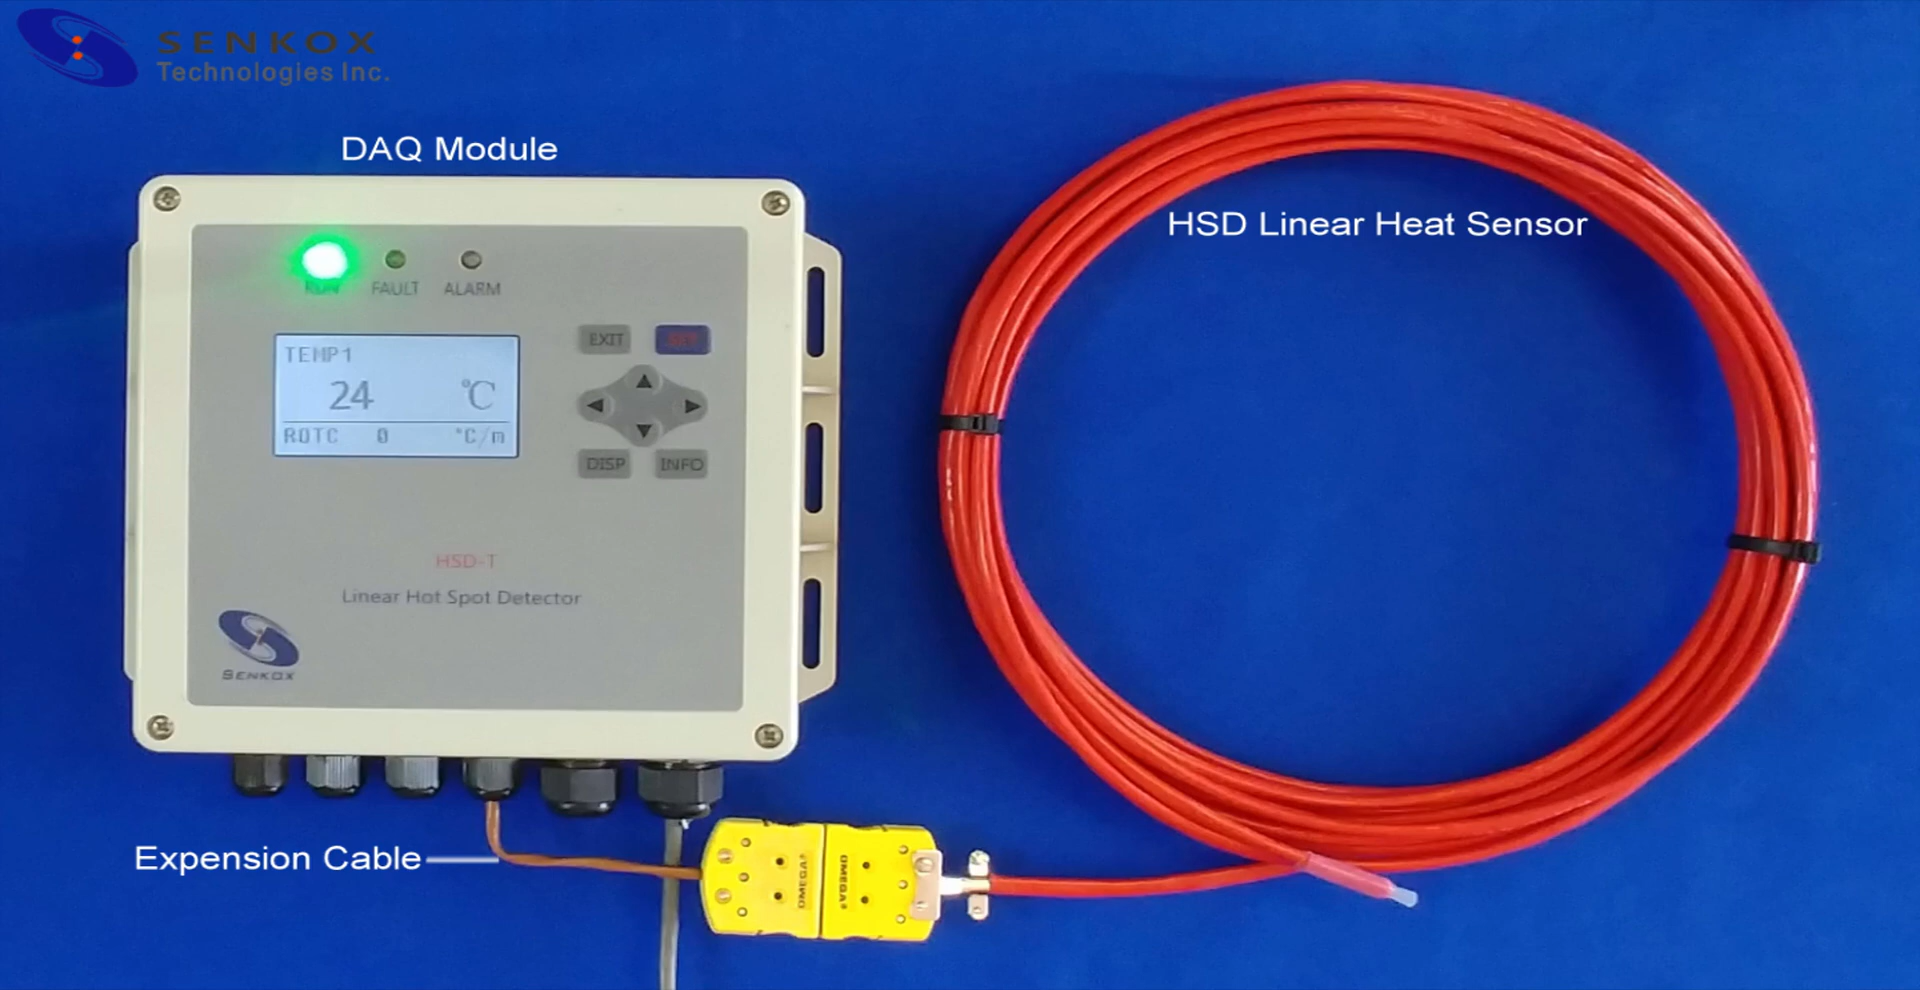 SENKOX
Technologies Inc.
DAQ Module
HSD Linear Heat Sensor
RUN FAULT ALARM
TEMP1
24 ℃
ROTC 0 °C/m
EXIT
DISP INFO
HSD-T
Linear Hot Spot Detector
SENKOX
Expension Cable
OMEGA®
OMEGA®